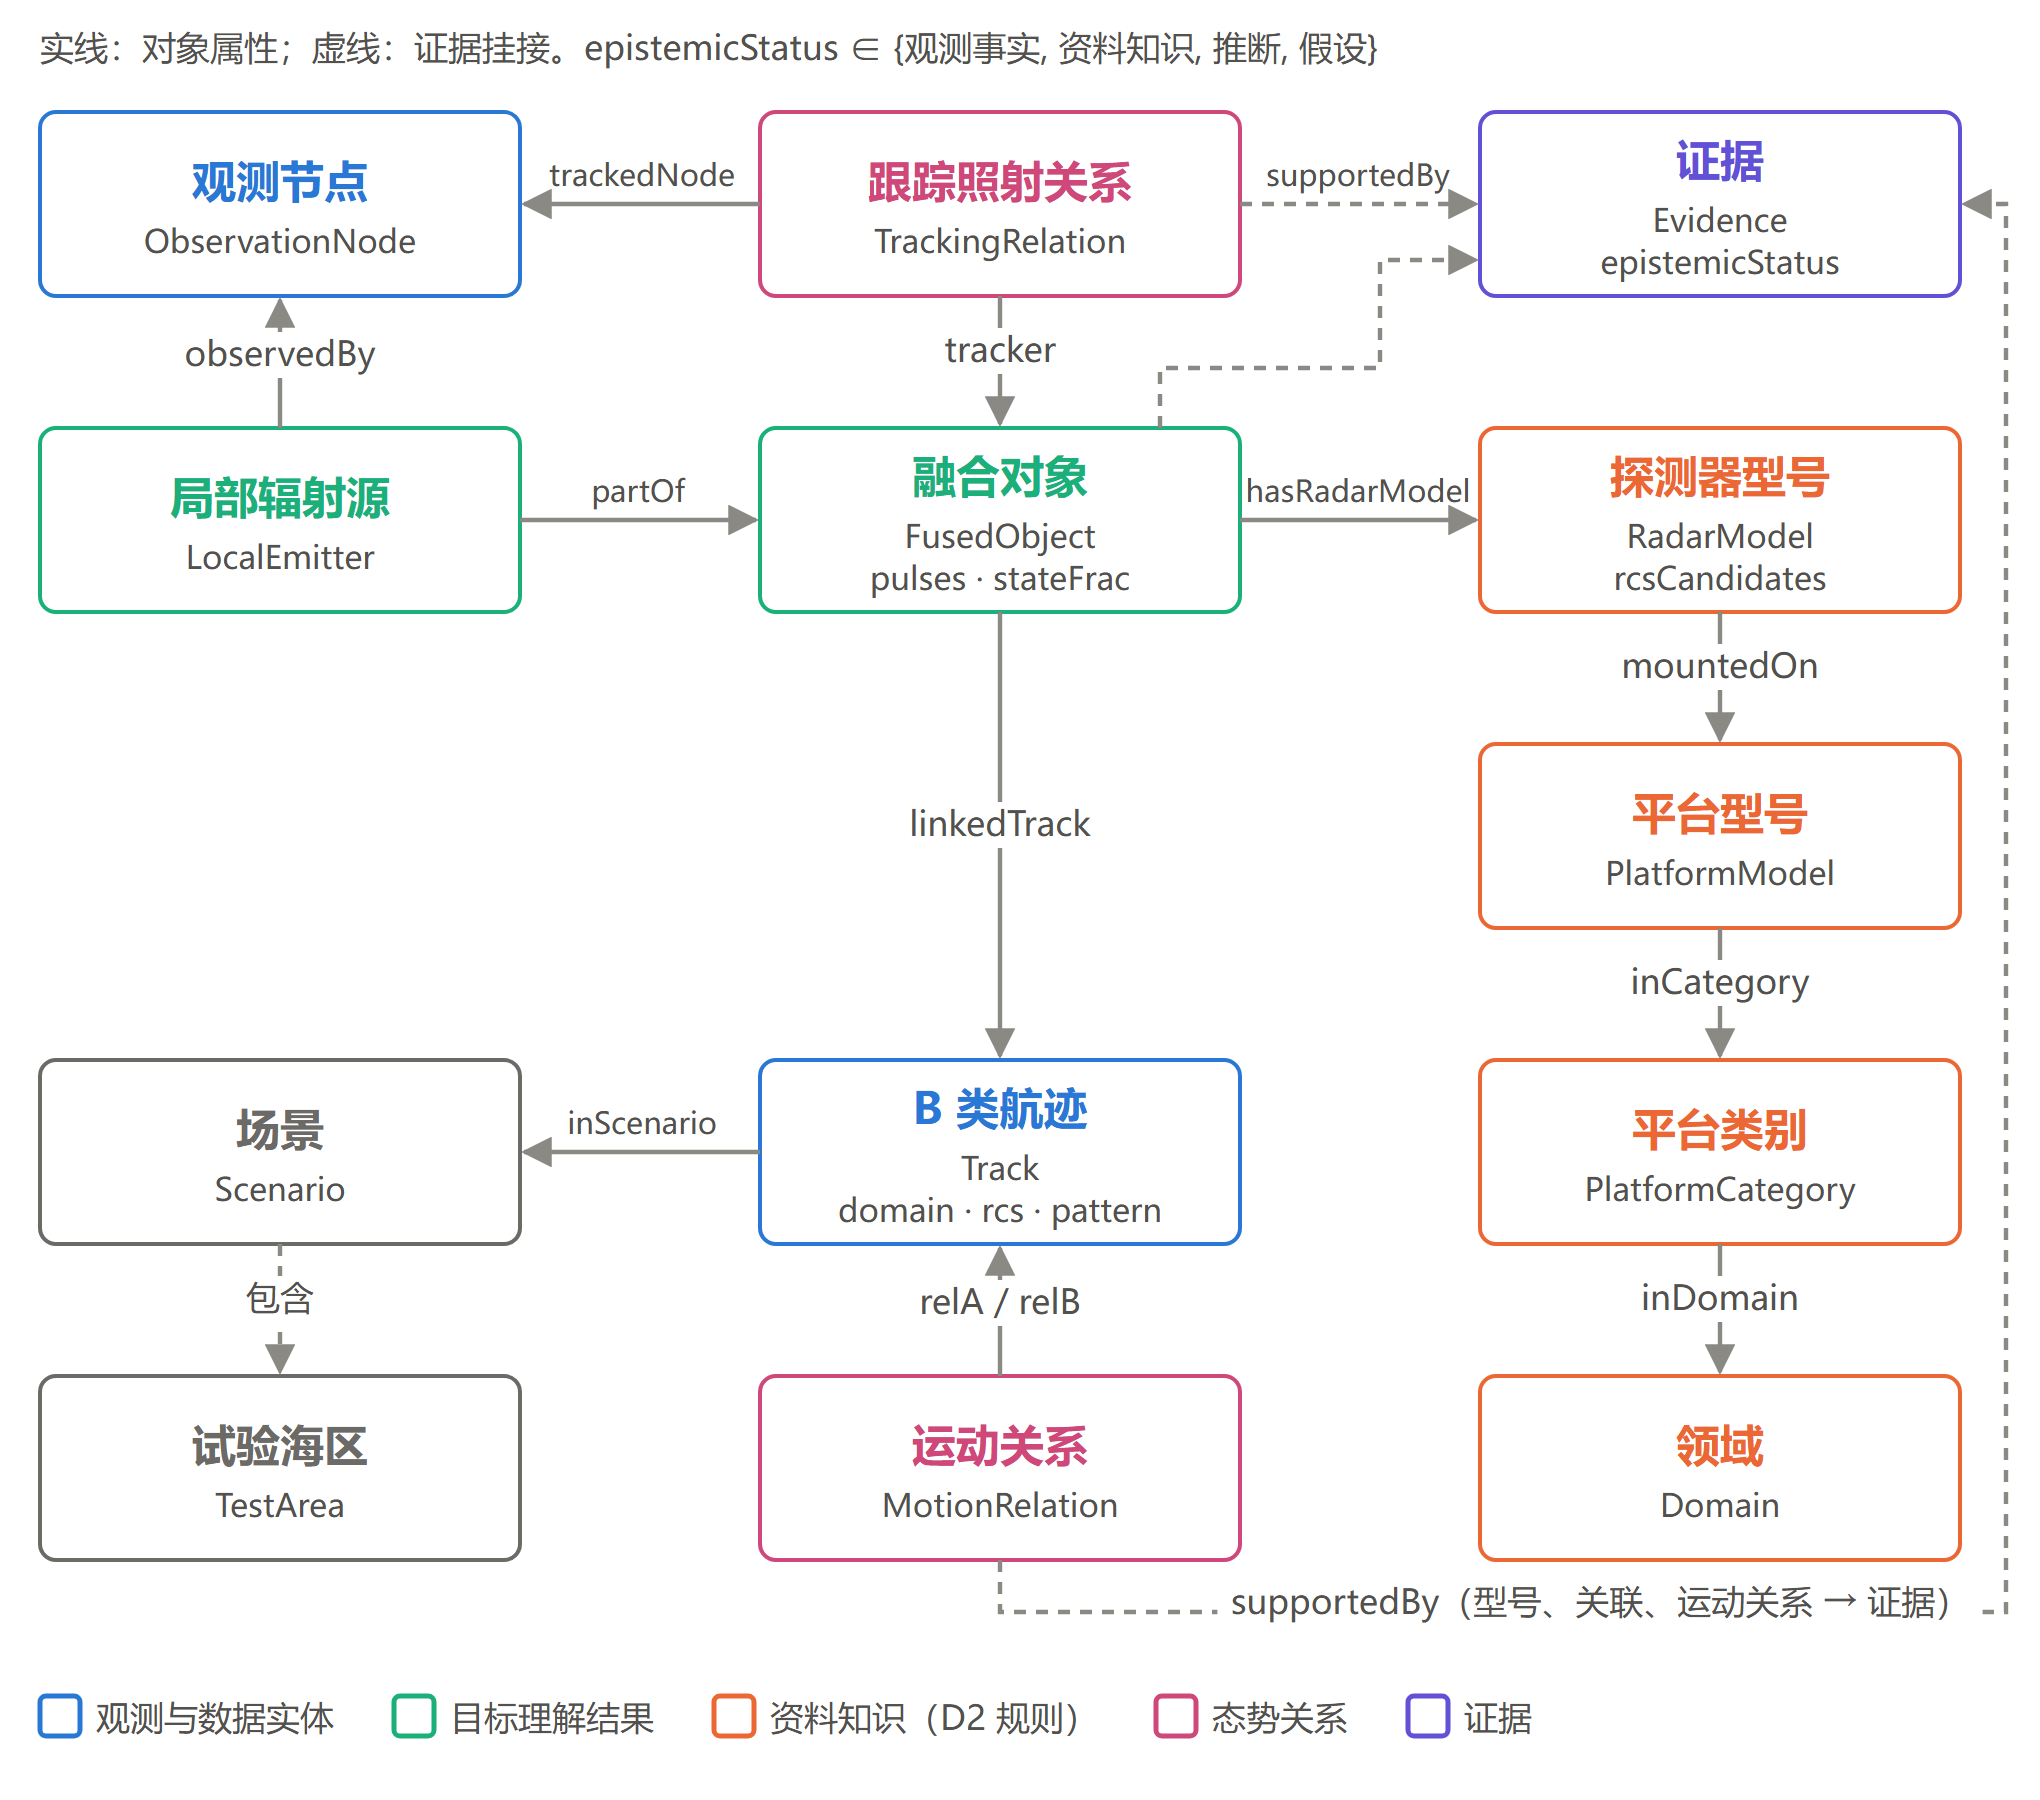 实线：对象属性；虚线：证据挂接。epistemicStatus ∈ {观测事实, 资料知识, 推断, 假设}
观测节点
ObservationNode
trackedNode
跟踪照射关系
TrackingRelation
supportedBy
证据
Evidence
epistemicStatus
observedBy
tracker
局部辐射源
LocalEmitter
partOf
融合对象
FusedObject
pulses · stateFrac
hasRadarModel
探测器型号
RadarModel
rcsCandidates
mountedOn
linkedTrack
平台型号
PlatformModel
inCategory
场景
Scenario
inScenario
B 类航迹
Track
domain · rcs · pattern
平台类别
PlatformCategory
包含
relA / relB
inDomain
试验海区
TestArea
运动关系
MotionRelation
领域
Domain
supportedBy（型号、关联、运动关系 → 证据）
观测与数据实体
目标理解结果
资料知识（D2 规则）
态势关系
证据